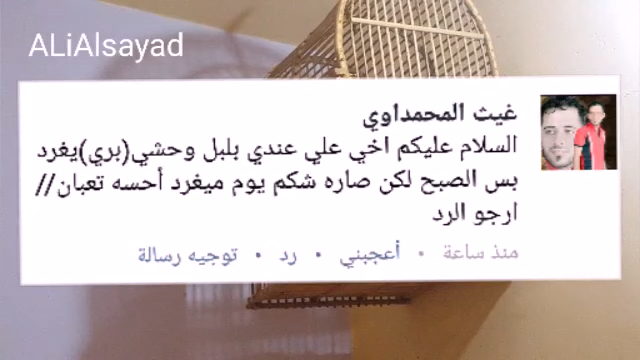 ALiAlsayad
غيث المحمداوي
السلام عليكم اخي علي عندي بلبل وحشي(بري)يغرد
بس الصبح لكن صاره شكم يوم ميغرد أحسه تعبان//
ارجو الرد
منذ ساعة • أعجبني • رد • توجيه رسالة